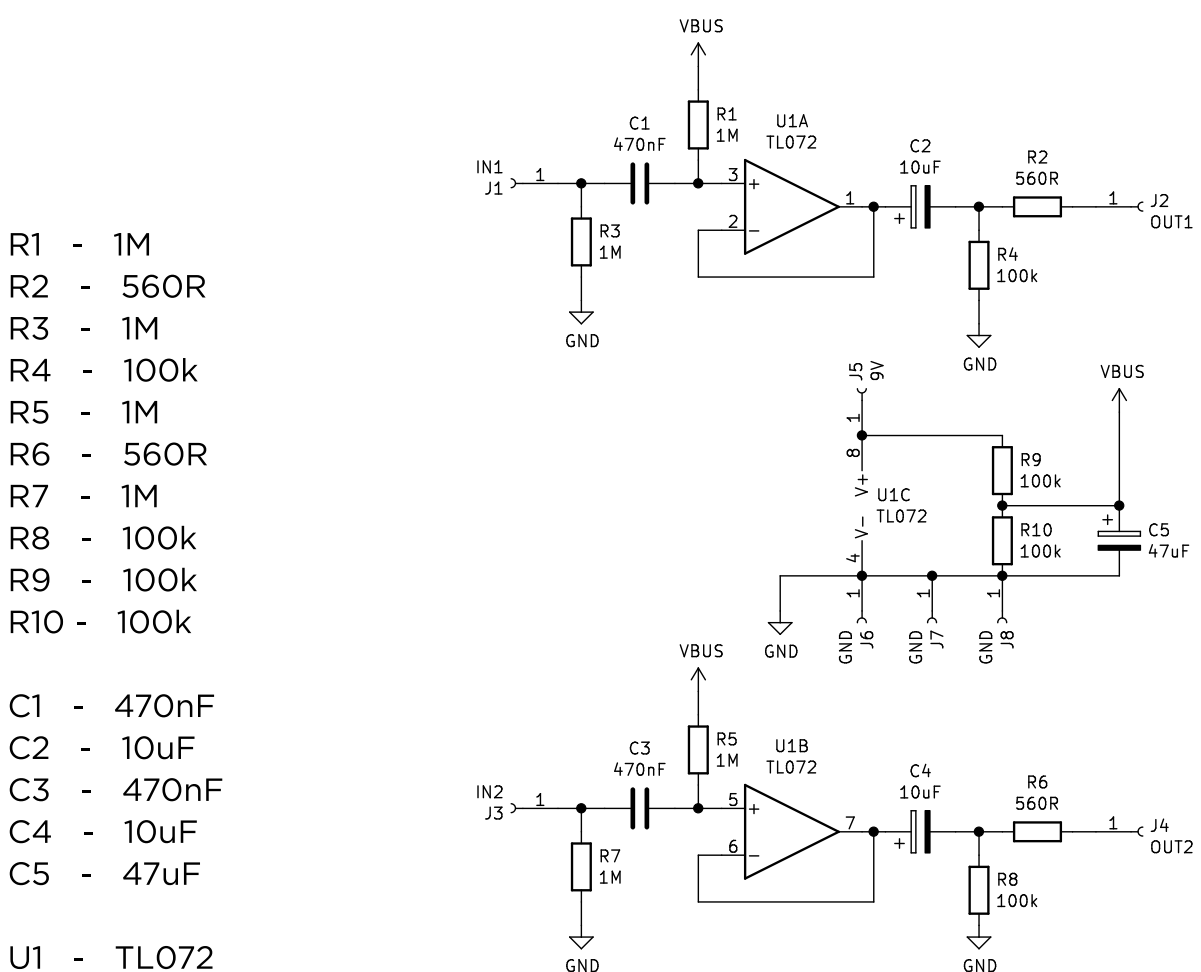 R1 - 1M
R2 - 560R
R3 - 1M
R4 - 100k
R5 - 1M
R6 - 560R
R7 - 1M
R8 - 100k
R9 - 100k
R10 - 100k
C1 - 470nF
C2 - 10uF
C3 - 470nF
C4 - 10uF
C5 - 47uF
U1 - TL072
VBUS
R1
1M
C1
470nF
U1A
TL072
C2
10uF
R2
560R
IN1
J1
1
3
+
2
-
1
+
1
J2
OUT1
R3
1M
R4
100k
GND
GND
J5
9V
1
8
V+
U1C
TL072
V-
4
VBUS
R9
100k
R10
100k
+
C5
47uF
GND
1
GND
J6
1
GND
J7
1
GND
J8
VBUS
R5
1M
C3
470nF
U1B
TL072
C4
10uF
R6
560R
IN2
J3
1
5
+
6
-
7
+
1
J4
OUT2
R7
1M
R8
100k
GND
GND